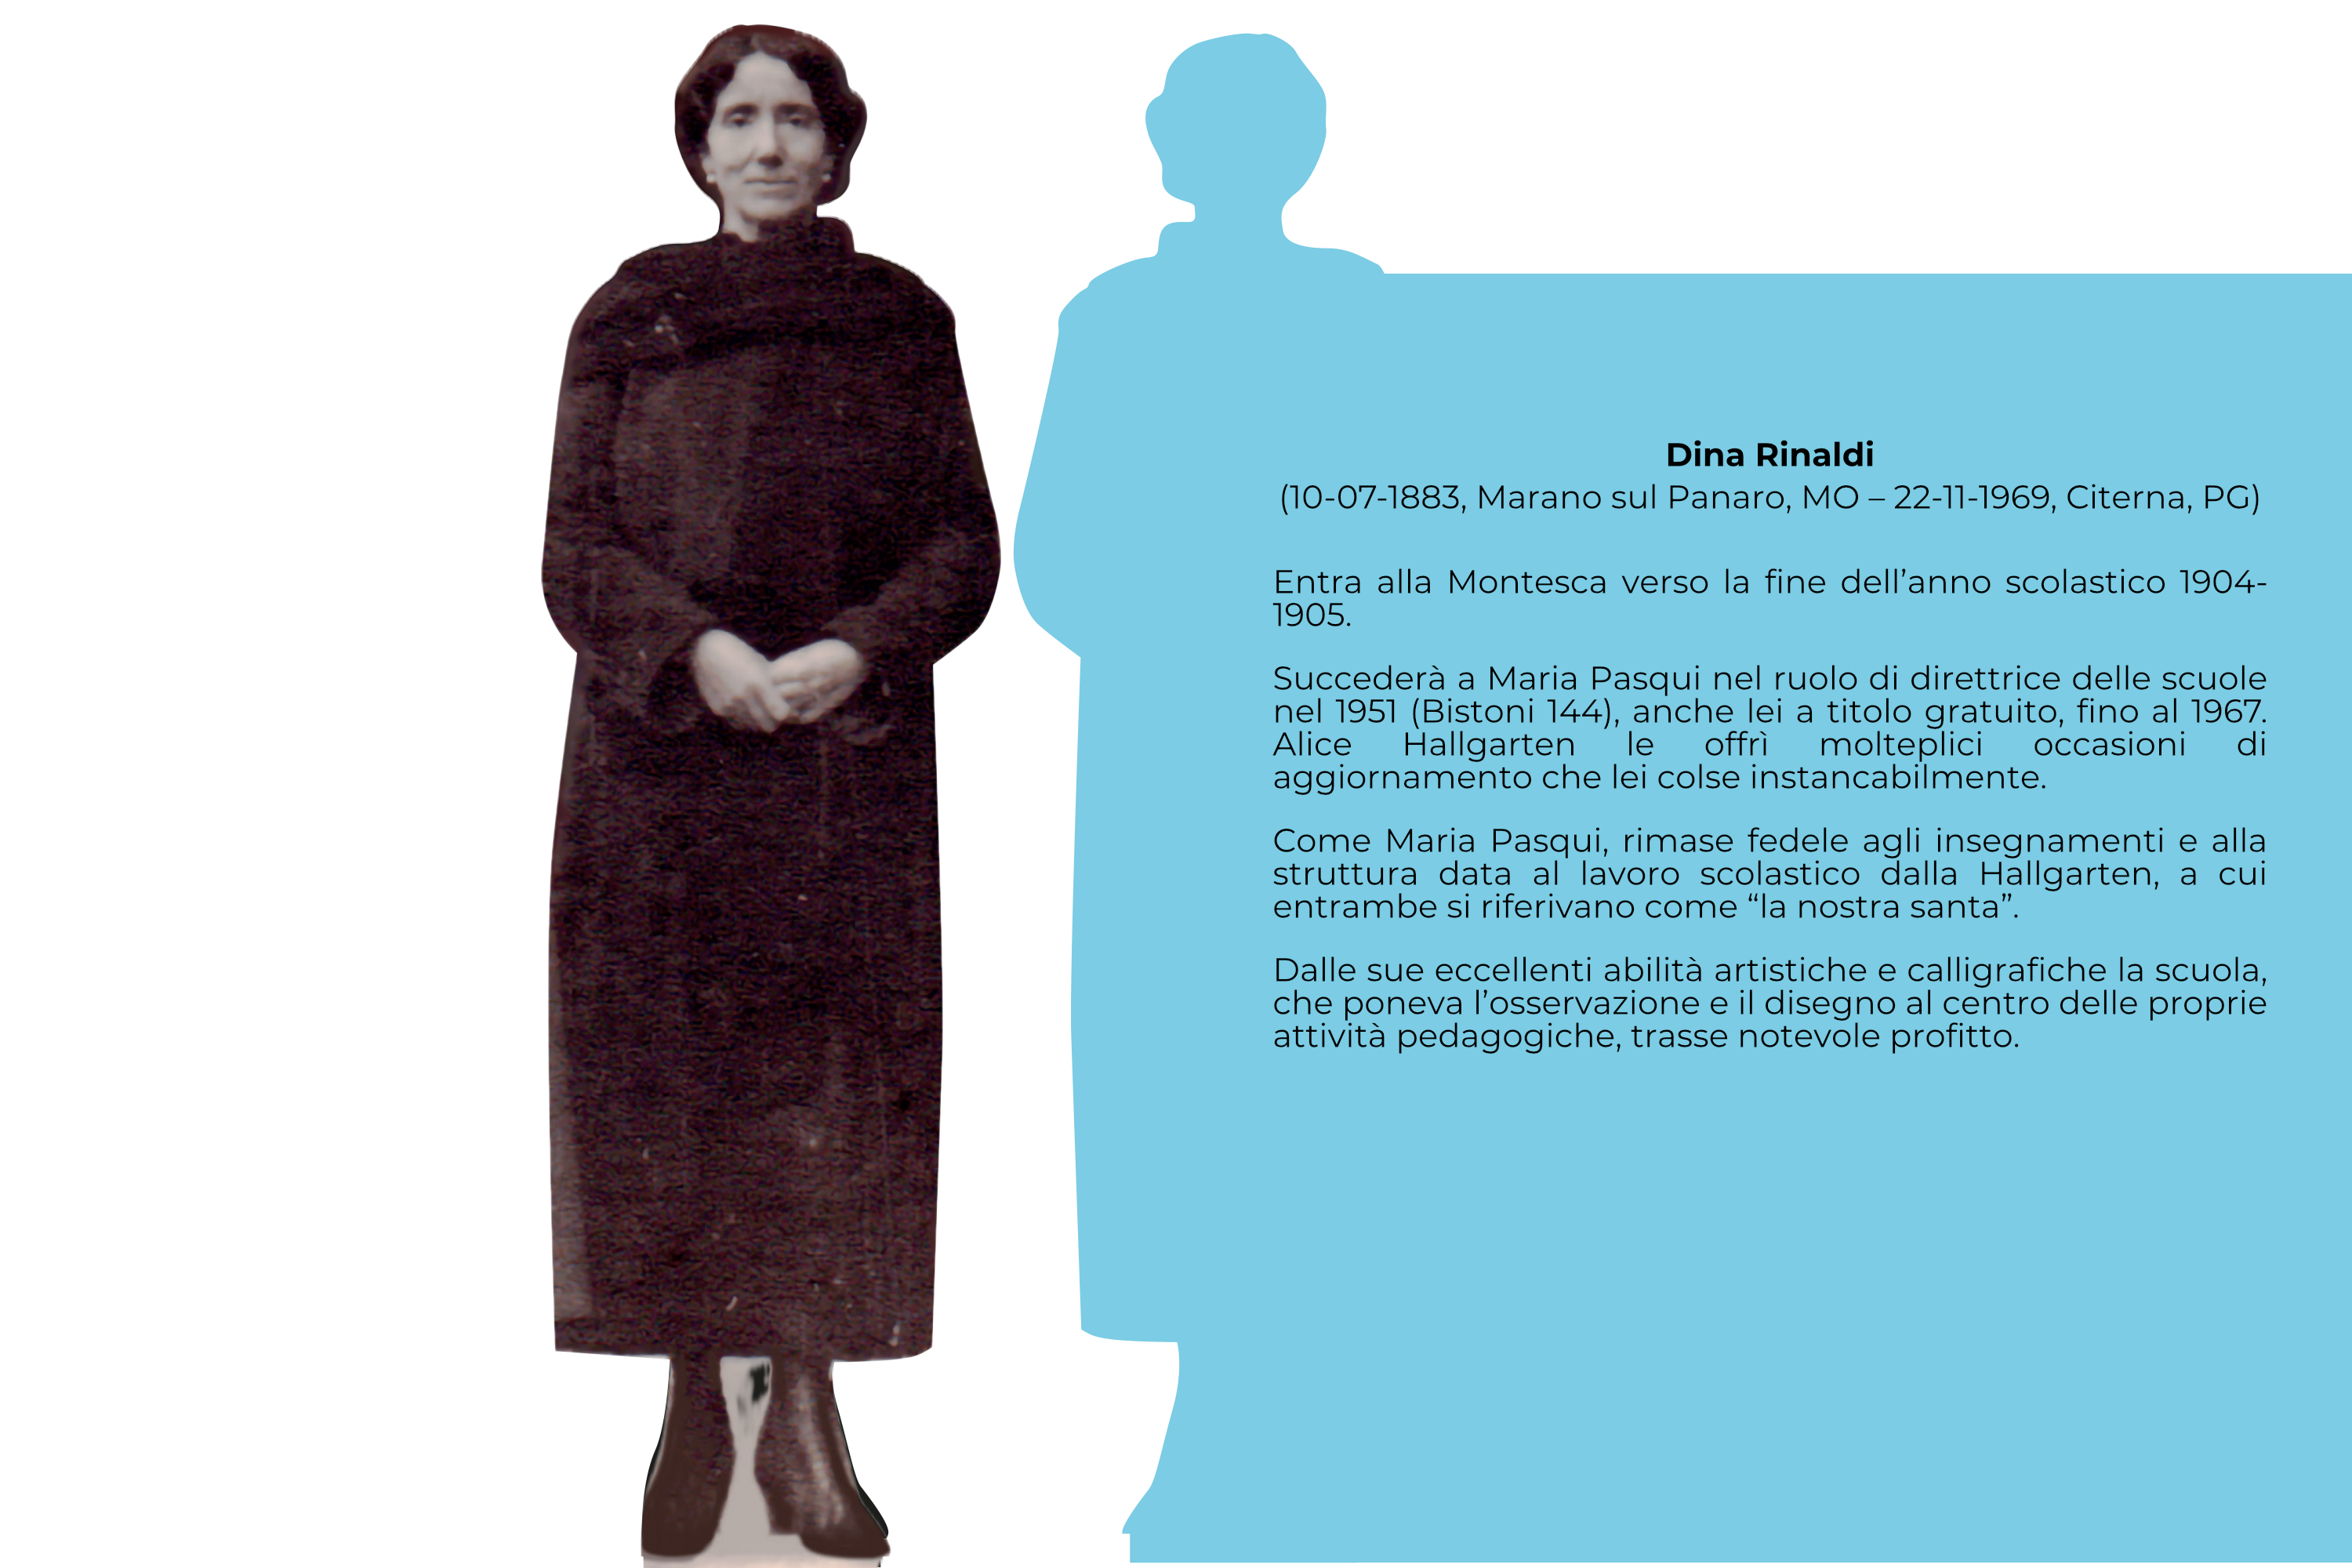 Dina Rinaldi
(10-07-1883, Marano sul Panaro, MO – 22-11-1969, Citerna, PG)
Entra alla Montesca verso la fine dell’anno scolastico 1904-
1905.
Succederà a Maria Pasqui nel ruolo di direttrice delle scuole
nel 1951 (Bistoni 144), anche lei a titolo gratuito, fino al 1967.
Alice Hallgarten le offrì molteplici occasioni di
aggiornamento che lei colse instancabilmente.
Come Maria Pasqui, rimase fedele agli insegnamenti e alla
struttura data al lavoro scolastico dalla Hallgarten, a cui
entrambe si riferivano come “la nostra santa”.
Dalle sue eccellenti abilità artistiche e calligrafiche la scuola,
che poneva l’osservazione e il disegno al centro delle proprie
attività pedagogiche, trasse notevole profitto.